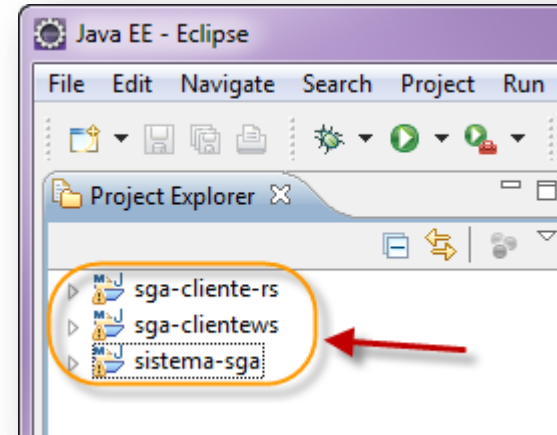 Java EE - Eclipse
File Edit Navigate Search Project Run
Project Explorer
sga-cliente-rs
sga-clientews
sistema-sga